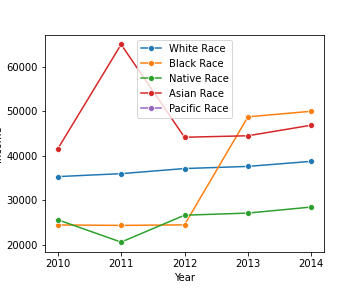 White Race
Black Race
Native Race
Asian Race
Pacific Race
60000
50000
40000
30000
20000
2010
2011
2012
2013
2014
Year